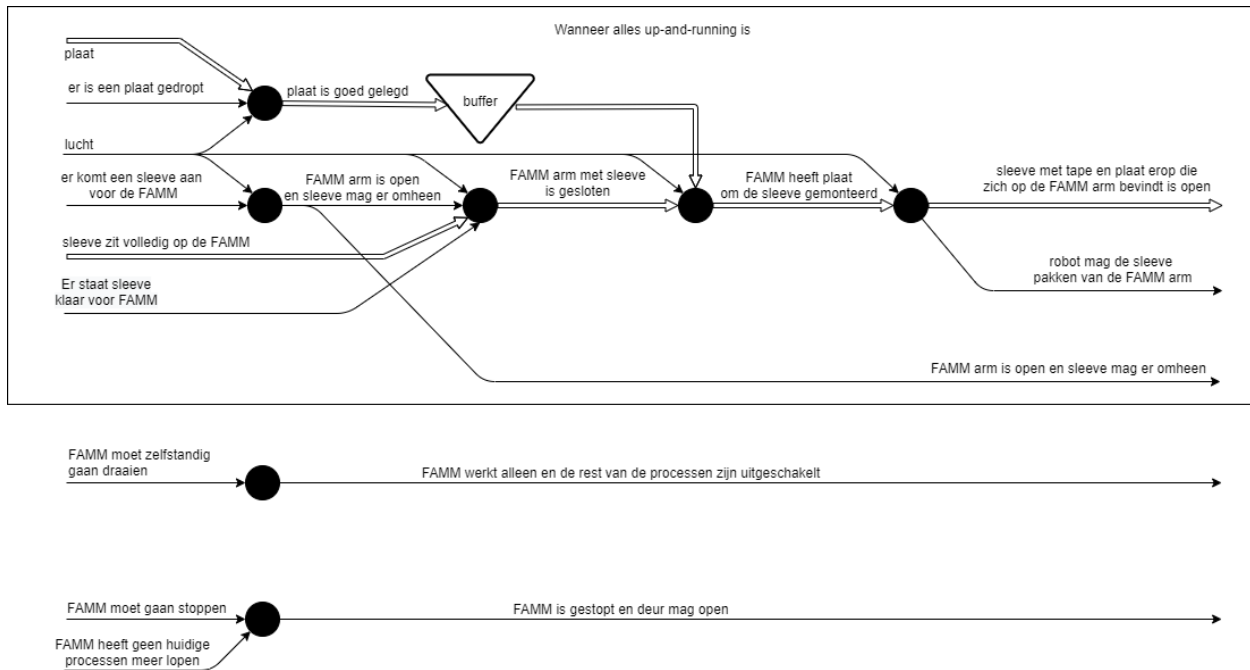 Wanneer alles up-and-running is
plaat
er is een plaat gedropt
plaat is goed gelegd
buffer
lucht
er komt een sleeve aan
voor de FAMM
FAMM arm is open
en sleeve mag er omheen
FAMM arm met sleeve
is gesloten
FAMM heeft plaat
om de sleeve gemonteerd
sleeve met tape en plaat erop die
zich op de FAMM arm bevindt is open
sleeve zit volledig op de FAMM
Er staat sleeve
klaar voor FAMM
robot mag de sleeve
pakken van de FAMM arm
FAMM arm is open en sleeve mag er omheen
FAMM moet zelfstandig
gaan draaien
FAMM werkt alleen en de rest van de processen zijn uitgeschakelt
FAMM moet gaan stoppen
FAMM is gestopt en deur mag open
FAMM heeft geen huidige
processen meer lopen